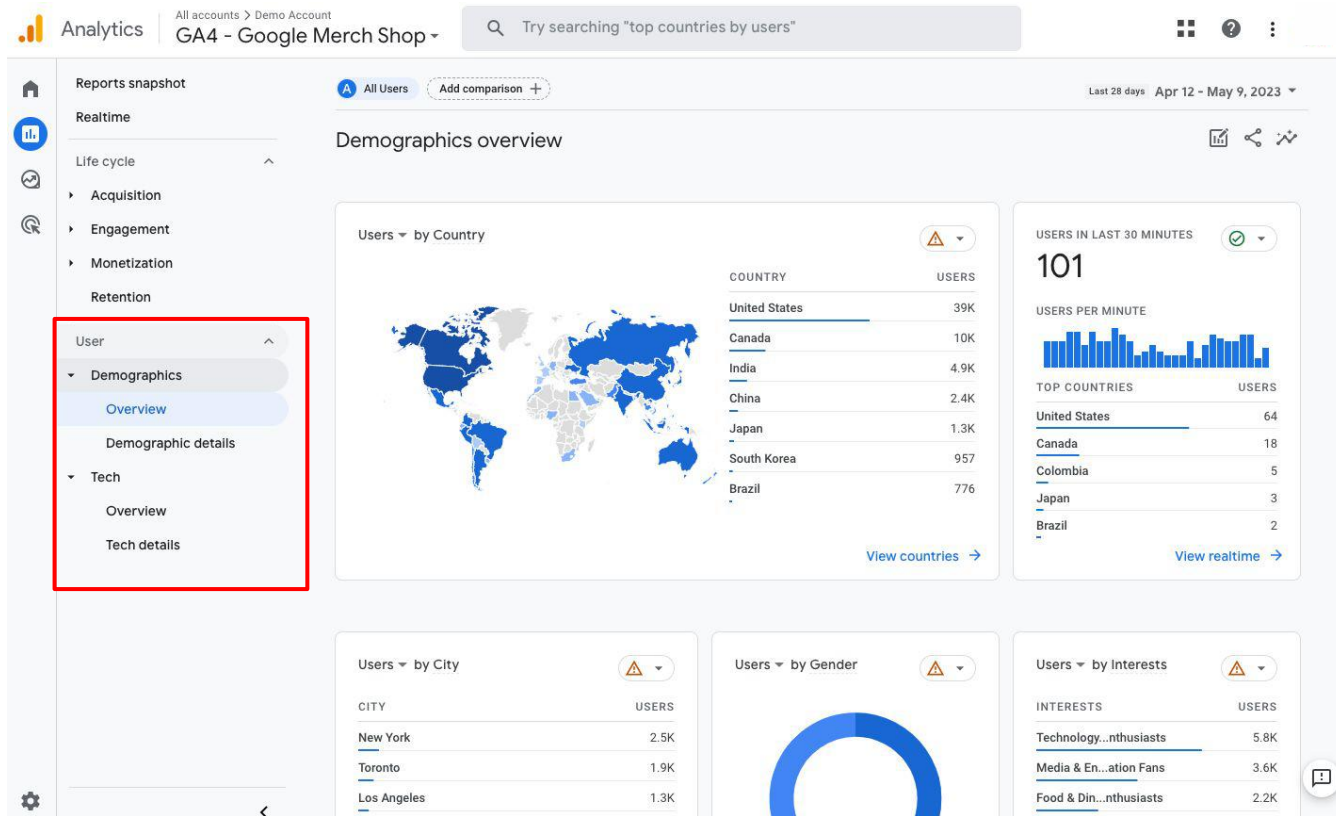 All accounts > Demo Account
Analytics
GA4 - Google Merch Shop
Try searching "top countries by users"
Reports snapshot
Realtime
Life cycle
Acquisition
Engagement
Monetization
Retention
User
Demographics
Overview
Demographic details
Tech
Overview
Tech details
A All Users
Add comparison +
Last 28 days Apr 12 - May 9, 2023
Demographics overview
Users by Country
COUNTRY USERS
United States 39K
Canada 10K
India 4.9K
China 2.4K
Japan 1.3K
South Korea 957
Brazil 776
View countries →
USERS IN LAST 30 MINUTES
101
USERS PER MINUTE
TOP COUNTRIES USERS
United States 64
Canada 18
Colombia 5
Japan 3
Brazil 2
View realtime →
Users by City
CITY USERS
New York 2.5K
Toronto 1.9K
Los Angeles 1.3K
Users by Gender
Users by Interests
INTERESTS USERS
Technology...nthusiasts 5.8K
Media & En...ation Fans 3.6K
Food & Din...nthusiasts 2.2K